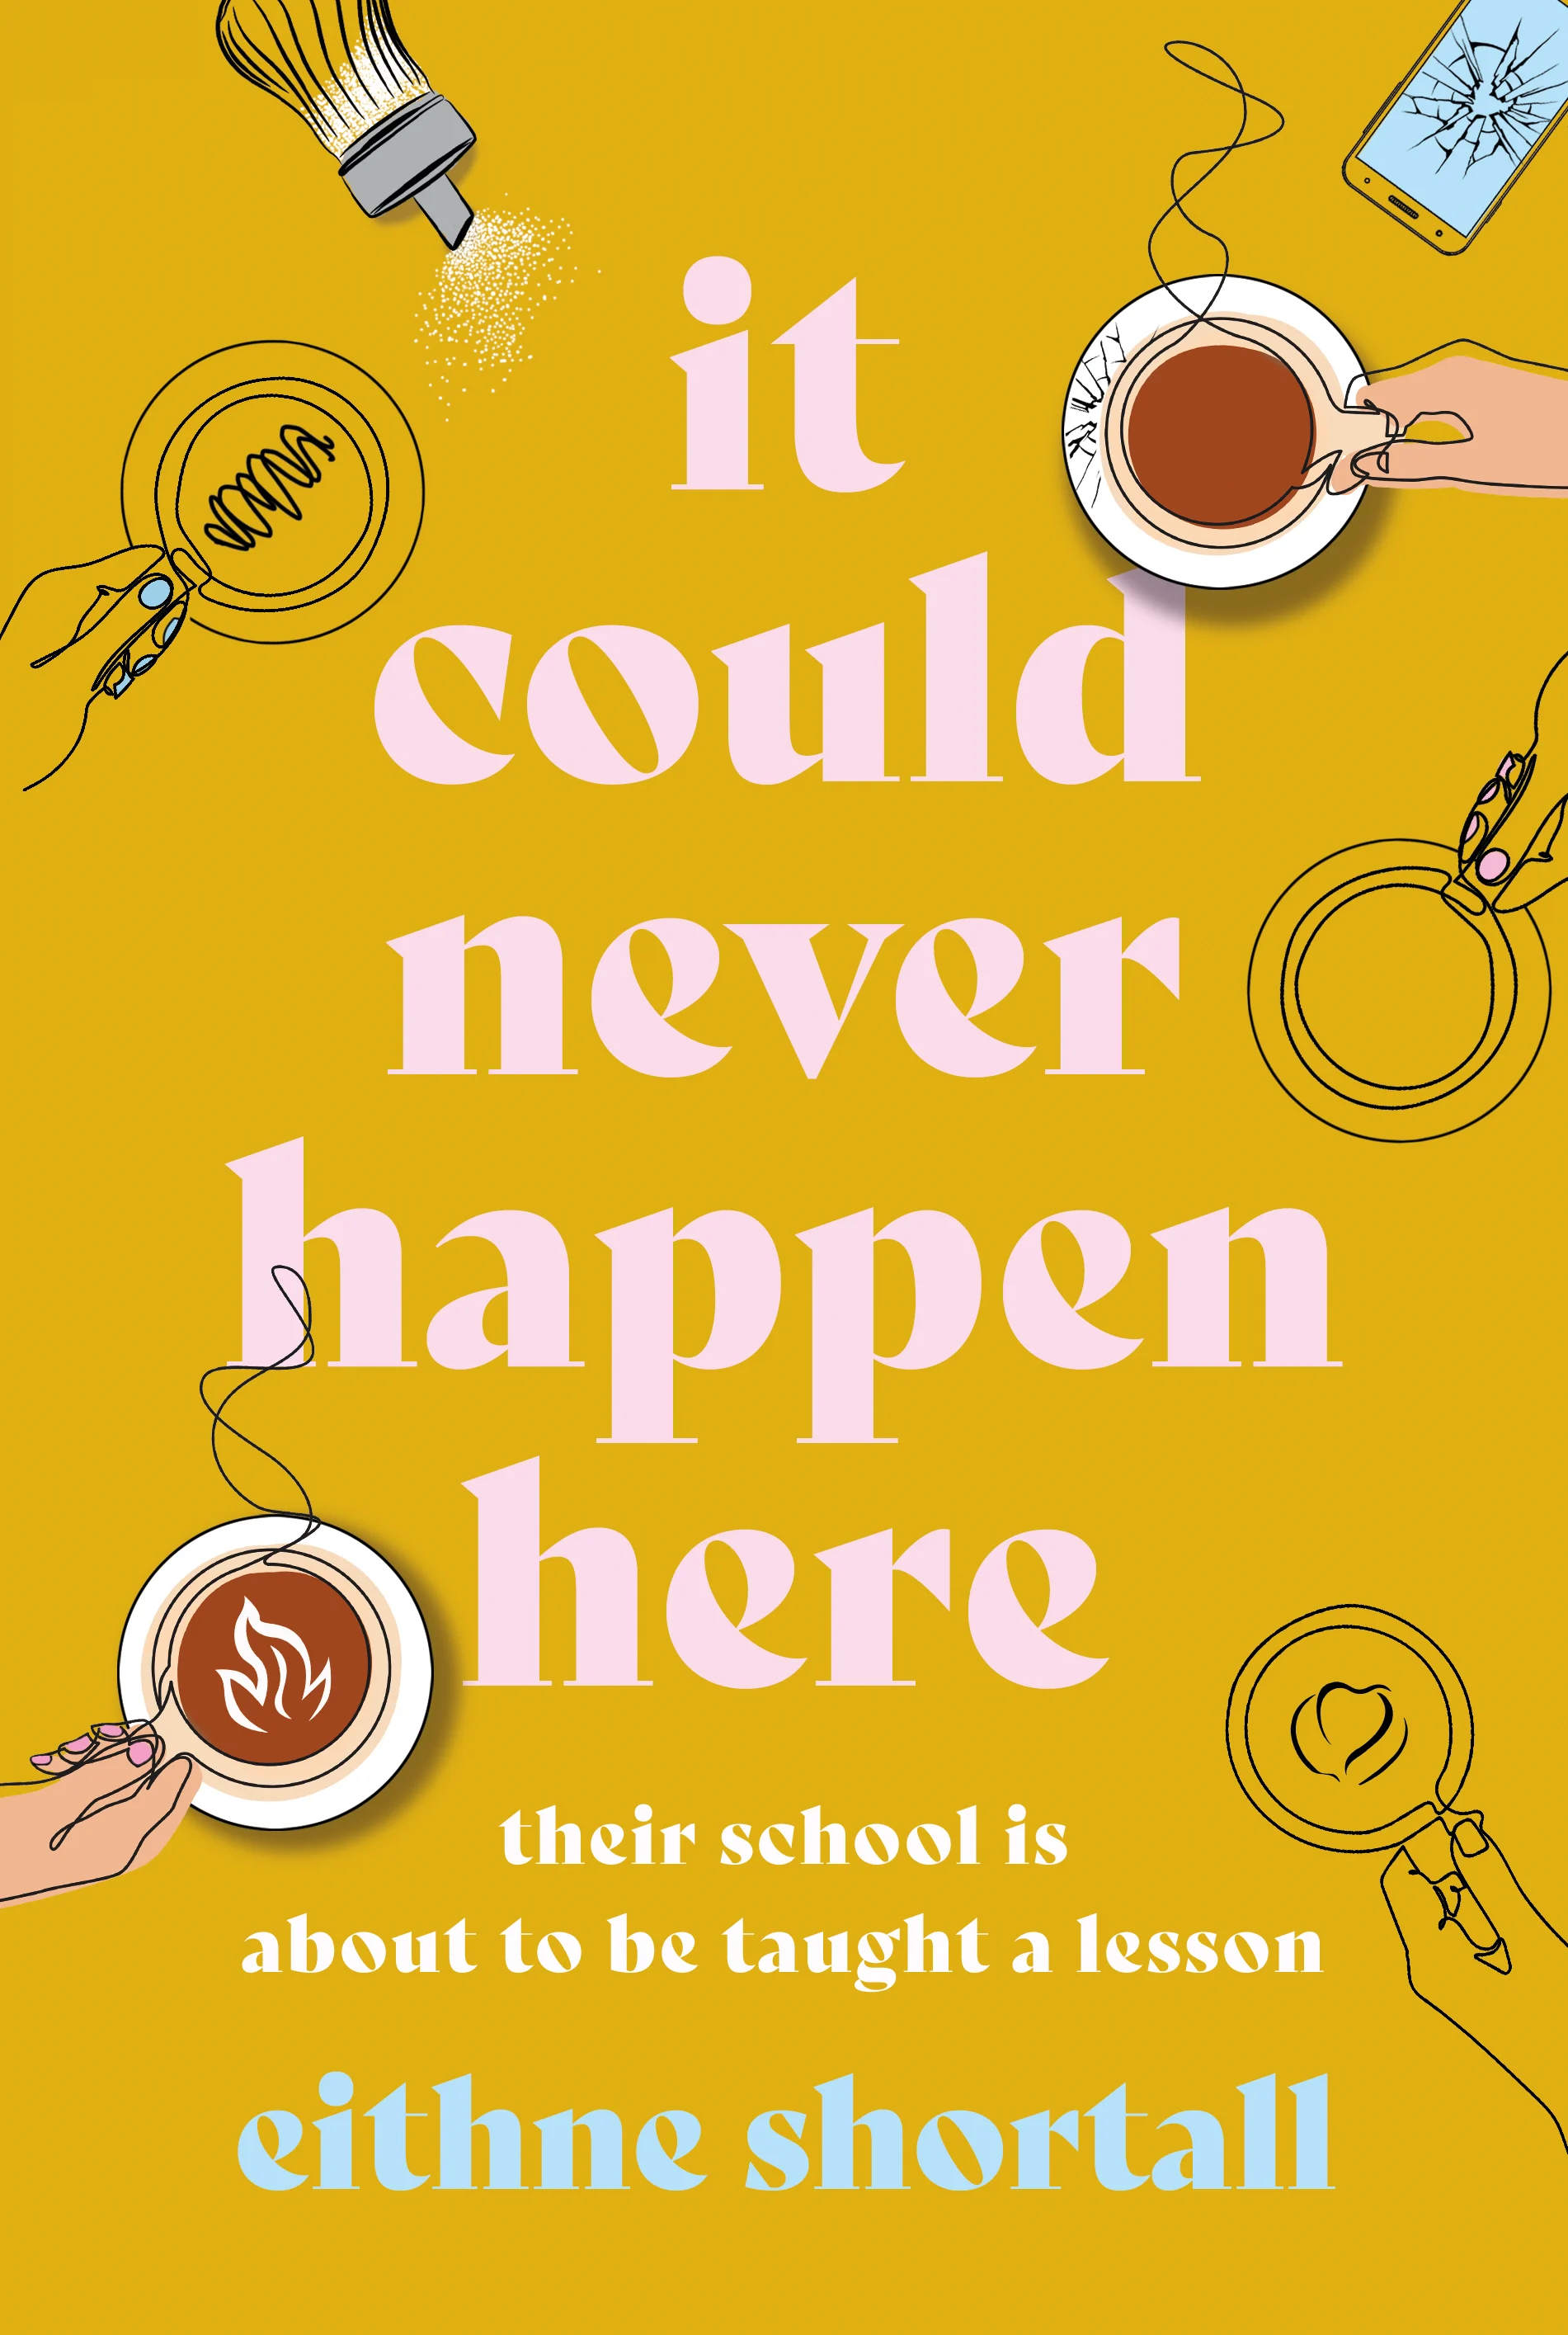 it
could
never
happen
here
their school is
about to be taught a lesson
eithne shortall